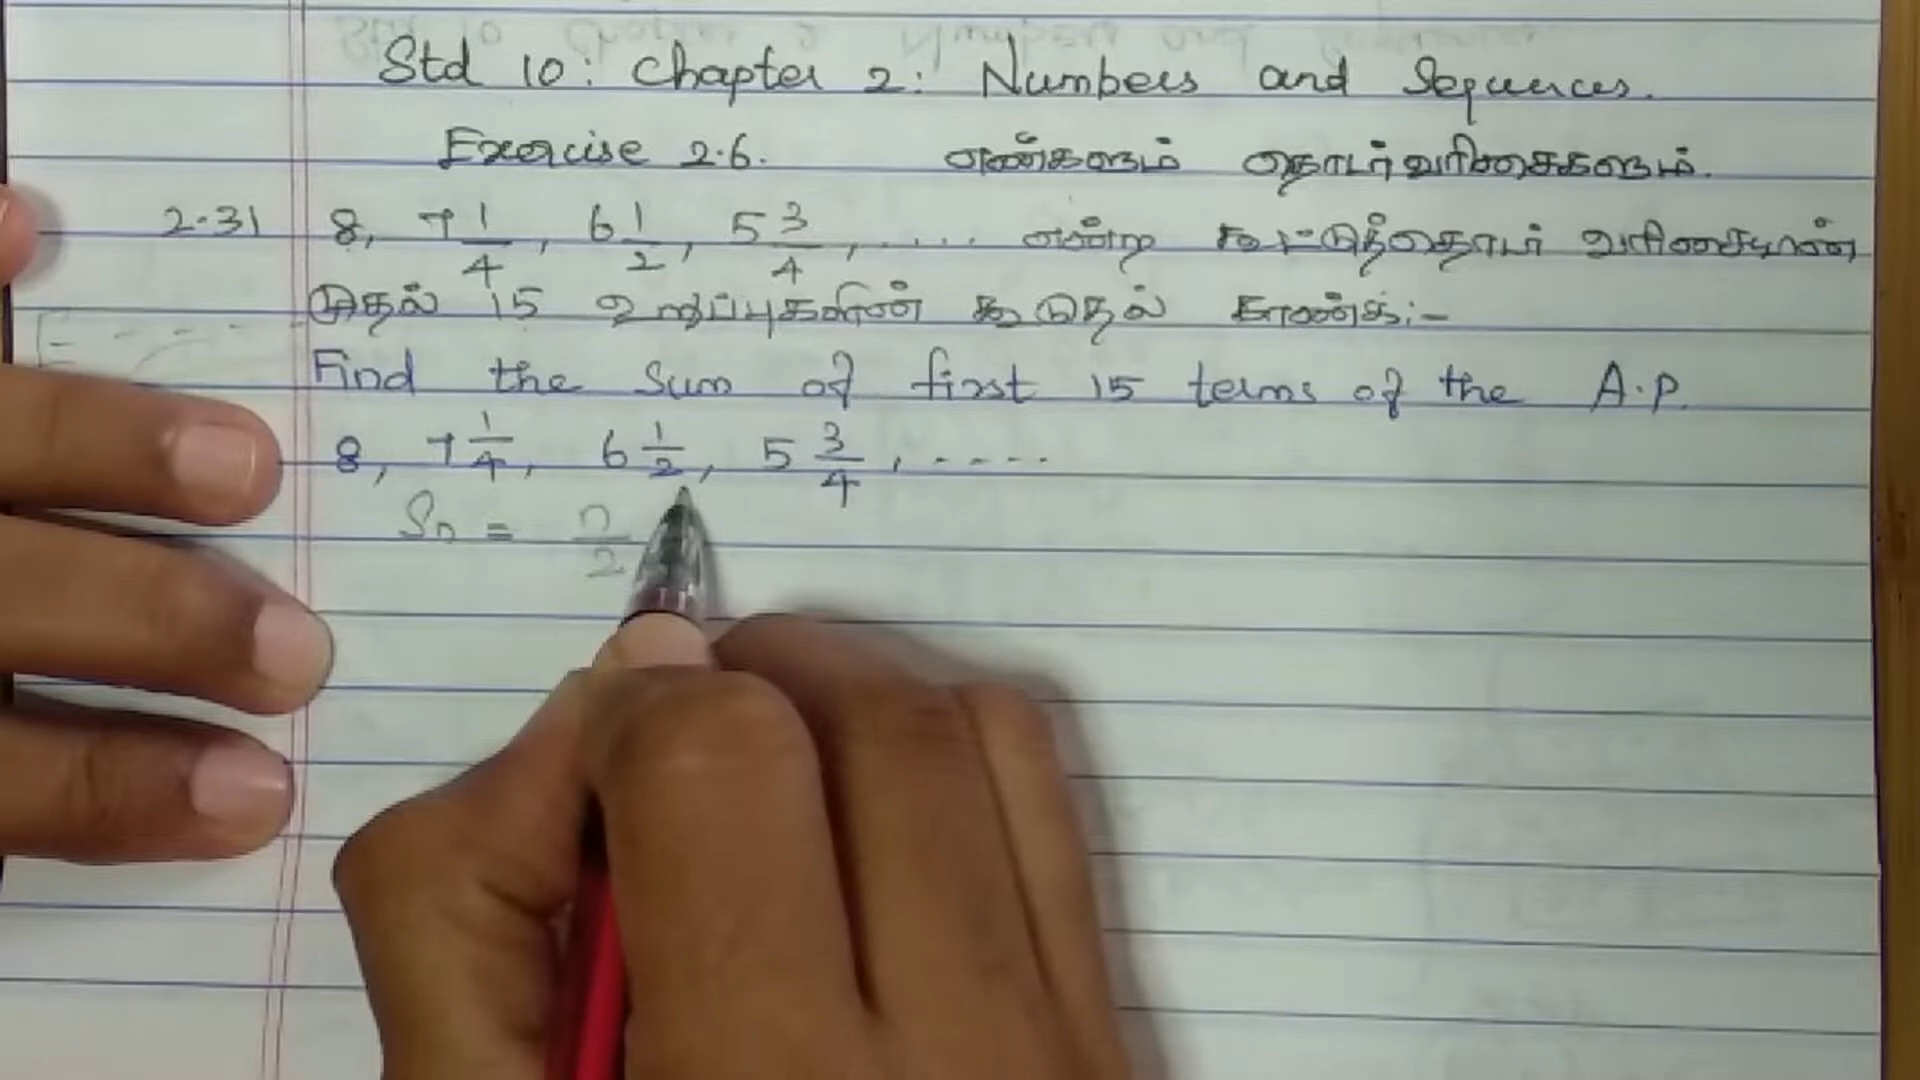 Std 10: Chapter 2: Numbers and Sequences.
Exercise 2.6. எண்களும் தொடர்வரிசைகளும்.
2.31 8, 7 1/4, 6 1/2, 5 3/4, .... என்ற கூட்டுத்தொடர் வரிசையின்
முதல் 15 உறுப்புகளின் கூடுதல் காண்க:-
Find the Sum of first 15 terms of the A.P.
8, 7 1/4, 6 1/2, 5 3/4, .....
Sn = n/2